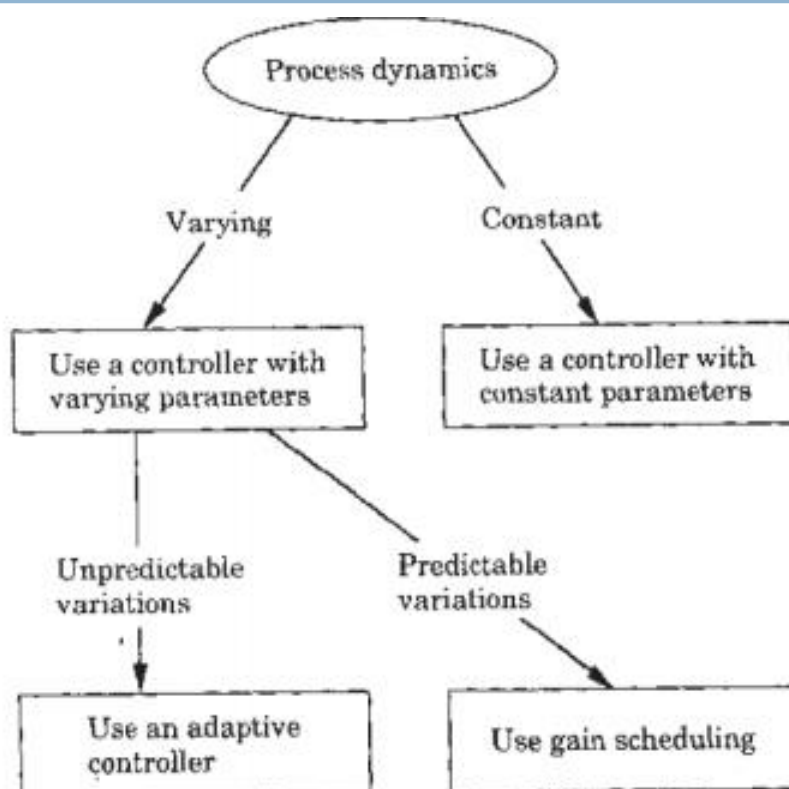 Process dynamics
Varying
Constant
Use a controller with
varying parameters
Use a controller with
constant parameters
Unpredictable
variations
Predictable
variations
Use an adaptive
controller
Use gain scheduling